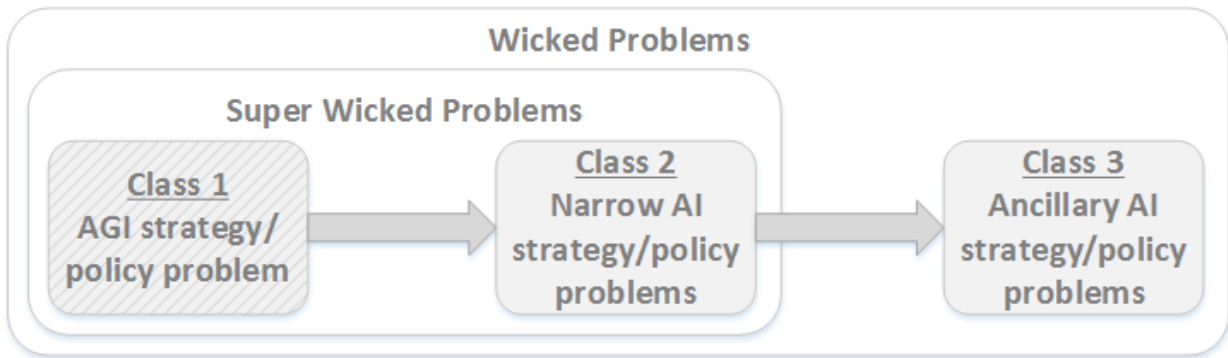 Wicked Problems
Super Wicked Problems
Class 1
AGI strategy/
policy problem
Class 2
Narrow AI
strategy/policy
problems
Class 3
Ancillary AI
strategy/policy
problems